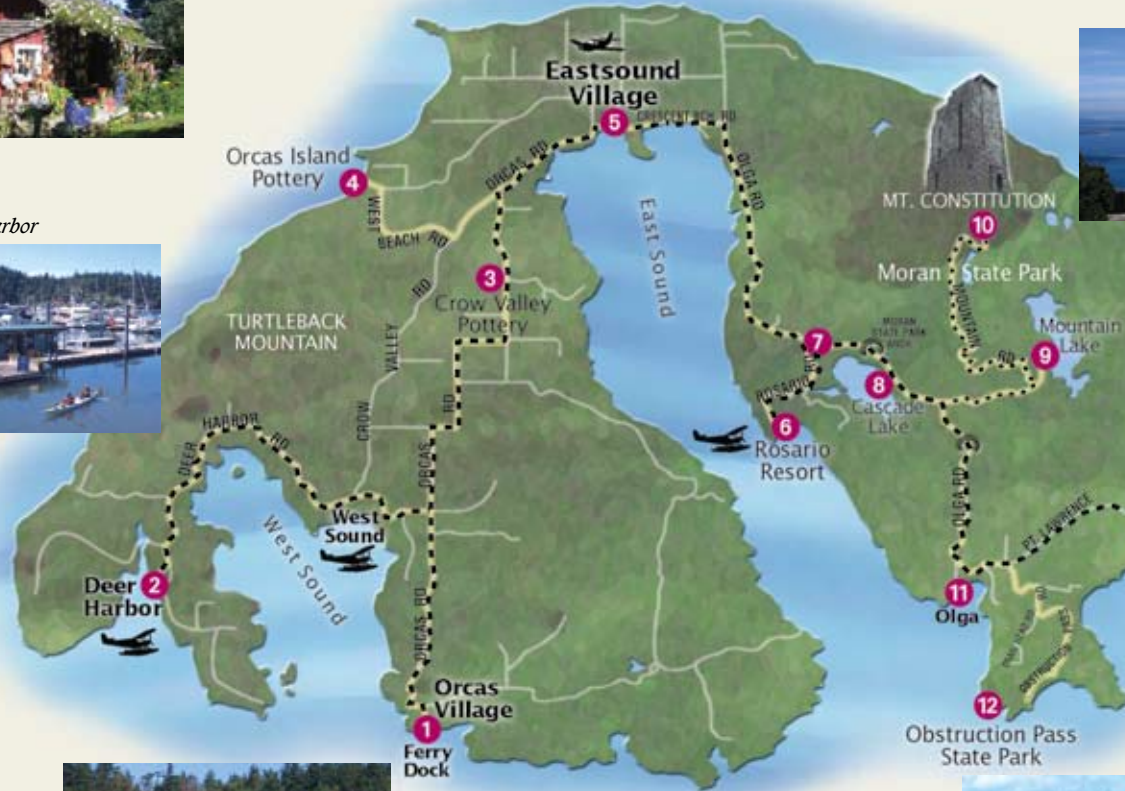 Eastsound
Village
5
CRESCENT BCH RD
Orcas Island
Pottery
4
ORCAS RD
OLGA RD
WEST
BEACH RD
East Sound
MT. CONSTITUTION
10
Moran State Park
3
Crow Valley
Pottery
RD
VALLEY
CROW
TURTLEBACK
MOUNTAIN
MOUNTAIN
RD
Mountain
Lake
9
7
MORAN
STATE PARK
ARCH
8
Cascade
Lake
ROSARIO RD
6
Rosario
Resort
DEER
HARBOR
RD
ORCAS
RD
West
Sound
West Sound
OLGA RD
PT. LAWRENCE
Deer
Harbor
2
11
Olga
ORCAS RD
OBSTRUCTION
Orcas
Village
1
Ferry
Dock
12
Obstruction Pass
State Park